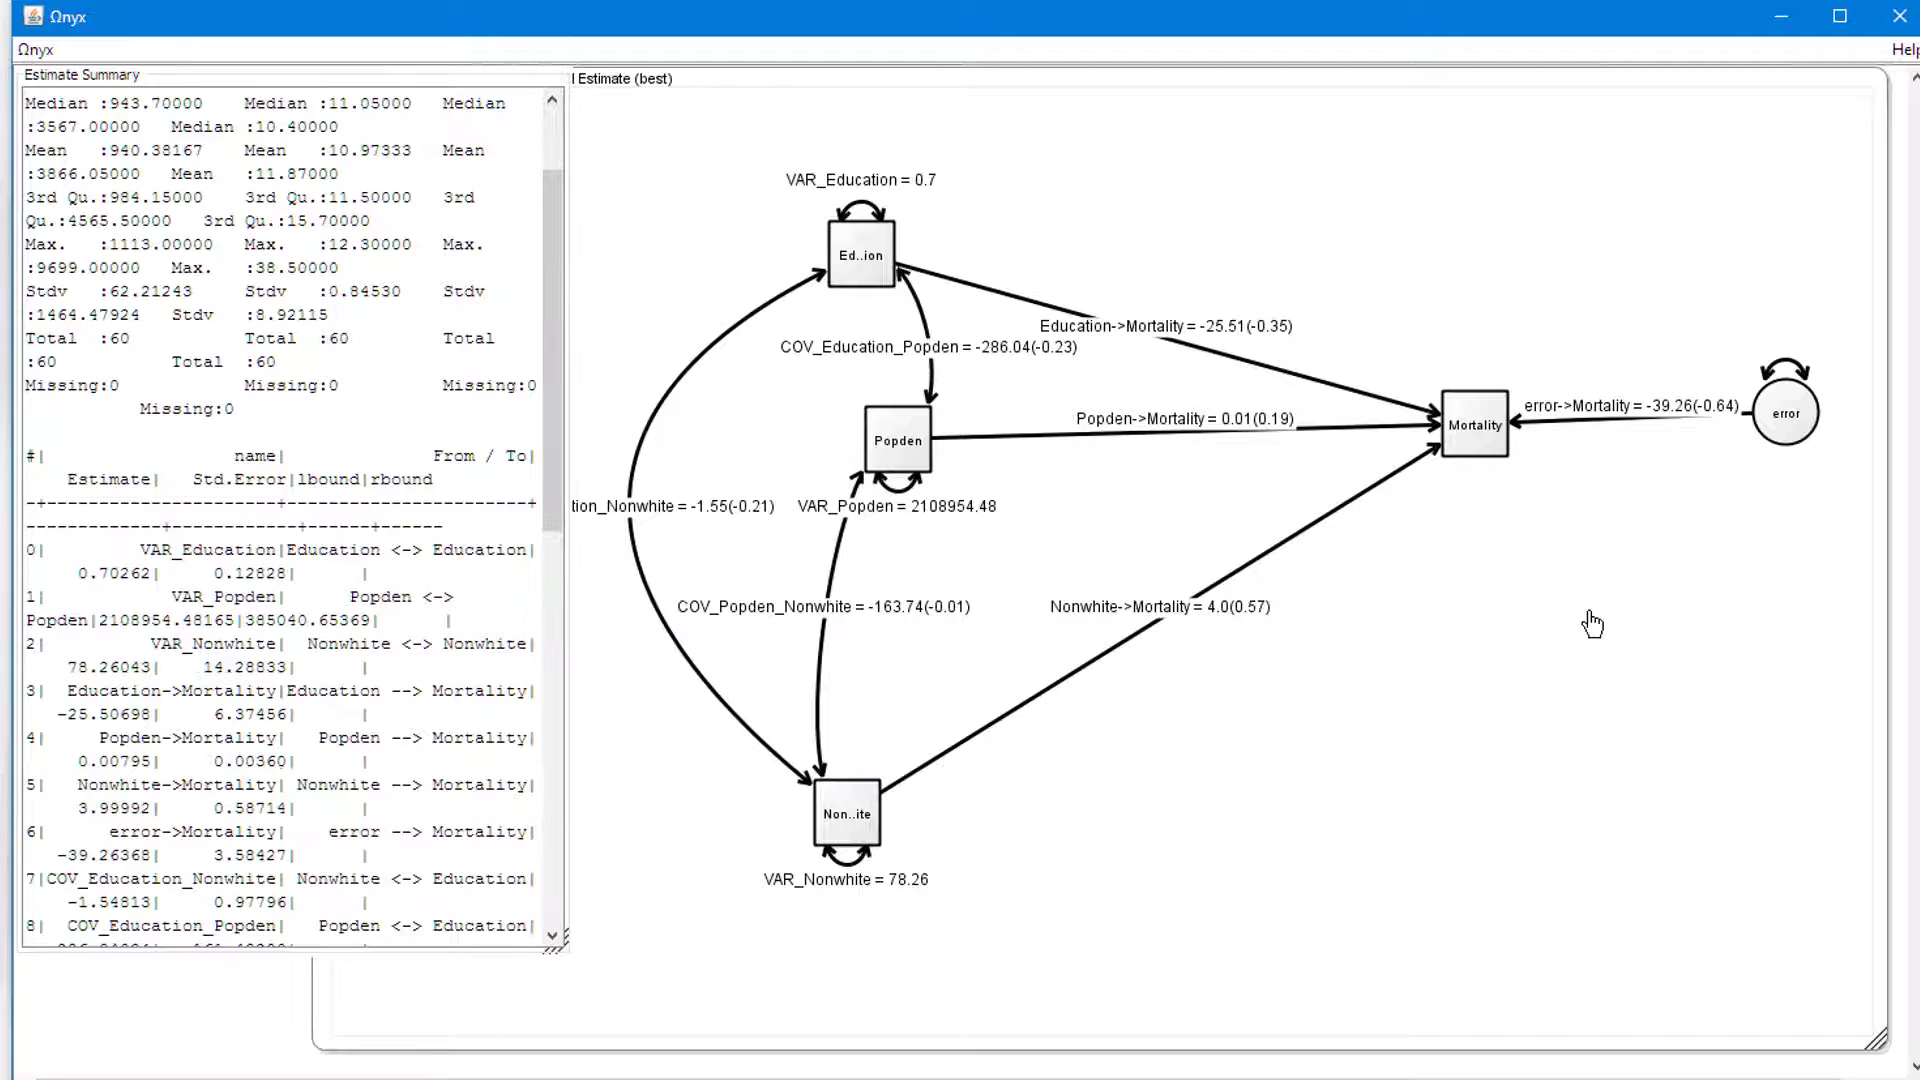 Ωnyx
Ωnyx
Help
Estimate Summary
Median :943.70000    Median :11.05000   Median
:3567.00000   Median :10.40000
Mean   :940.38167    Mean   :10.97333   Mean
:3866.05000   Mean   :11.87000
3rd Qu.:984.15000    3rd Qu.:11.50000   3rd
Qu.:4565.50000   3rd Qu.:15.70000
Max.   :1113.00000   Max.   :12.30000   Max.
:9699.00000   Max.   :38.50000
Stdv   :62.21243     Stdv   :0.84530    Stdv
:1464.47924   Stdv   :8.92115
Total  :60           Total  :60         Total
:60           Total  :60
Missing:0            Missing:0          Missing:0
Missing:0
#|                    name|                From / To|
Estimate|   Std.Error|lbound|rbound
-+------------------------+-------------------------+
-------------+------------+------+------
0|           VAR_Education|Education <-> Education|
0.70262|     0.12828|      |
1|              VAR_Popden|      Popden <->
Popden|2108954.48165|385040.65369|      |
2|            VAR_Nonwhite|  Nonwhite <-> Nonwhite|
78.26043|    14.28833|      |
3|  Education->Mortality|Education --> Mortality|
-25.50698|     6.37456|      |
4|     Popden->Mortality|   Popden --> Mortality|
0.00795|     0.00360|      |
5|   Nonwhite->Mortality| Nonwhite --> Mortality|
3.99992|     0.58714|      |
6|      error->Mortality|    error --> Mortality|
-39.26368|     3.58427|      |
7|COV_Education_Nonwhite| Nonwhite <-> Education|
-1.54813|     0.97796|      |
8|  COV_Education_Popden|   Popden <-> Education|
l Estimate (best)
VAR_Education = 0.7
Ed..ion
Education->Mortality = -25.51(-0.35)
COV_Education_Popden = -286.04(-0.23)
error->Mortality = -39.26(-0.64)
error
Popden->Mortality = 0.01(0.19)
Mortality
Popden
tion_Nonwhite = -1.55(-0.21)
VAR_Popden = 2108954.48
COV_Popden_Nonwhite = -163.74(-0.01)
Nonwhite->Mortality = 4.0(0.57)
Non..ite
VAR_Nonwhite = 78.26